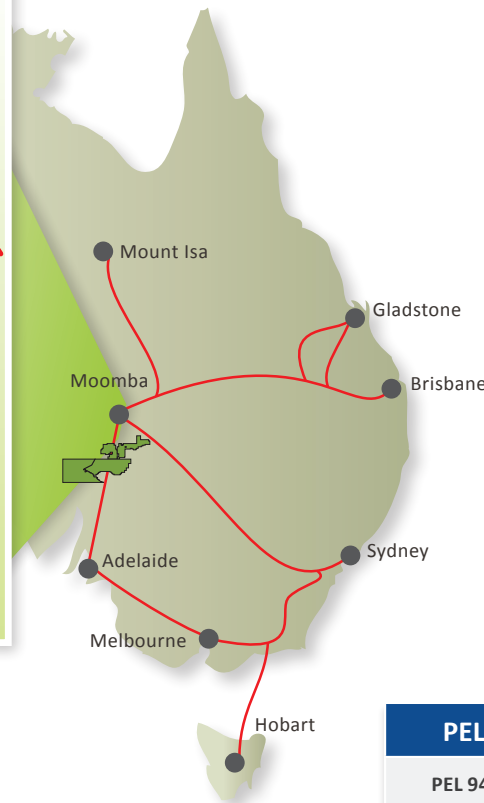 Mount Isa
Gladstone
Moomba
Brisbane
Sydney
Adelaide
Melbourne
Hobart
PEL
PEL 94